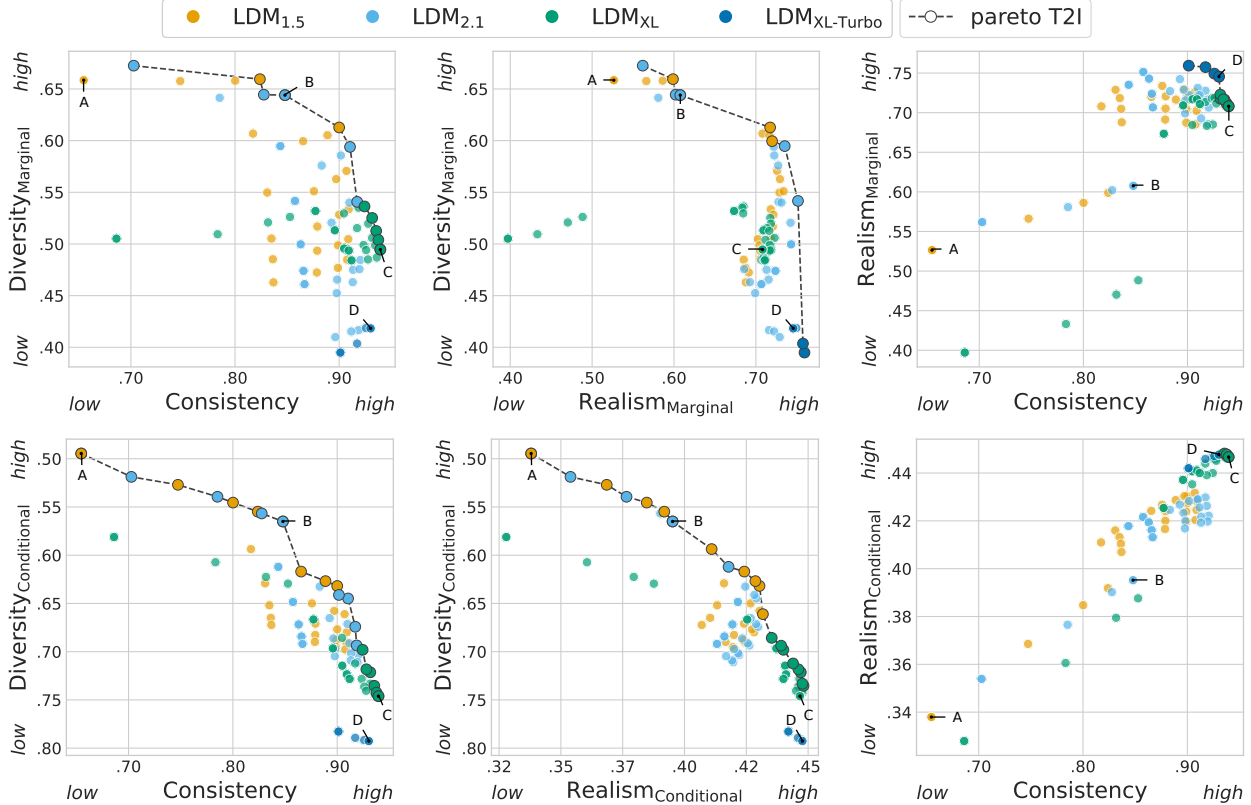 LDM1.5 LDM2.1 LDMXL LDMXL-Turbo pareto T2I
high
DiversityMarginal
low
.65
.60
.55
.50
.45
.40
A
B
C
D
.70 .80 .90
low Consistency high
high
DiversityMarginal
low
.65
.60
.55
.50
.45
.40
A
B
C
D
.40 .50 .60 .70
low RealismMarginal high
high
RealismMarginal
low
.75
.70
.65
.60
.55
.50
.45
.40
D
C
B
A
.70 .80 .90
low Consistency high
high
DiversityConditional
low
.50
.55
.60
.65
.70
.75
.80
A
B
C
D
.70 .80 .90
low Consistency high
high
DiversityConditional
low
.50
.55
.60
.65
.70
.75
.80
A
B
C
D
.32 .35 .37 .40 .42 .45
low RealismConditional high
high
RealismConditional
low
.44
.42
.40
.38
.36
.34
D
C
B
A
.70 .80 .90
low Consistency high